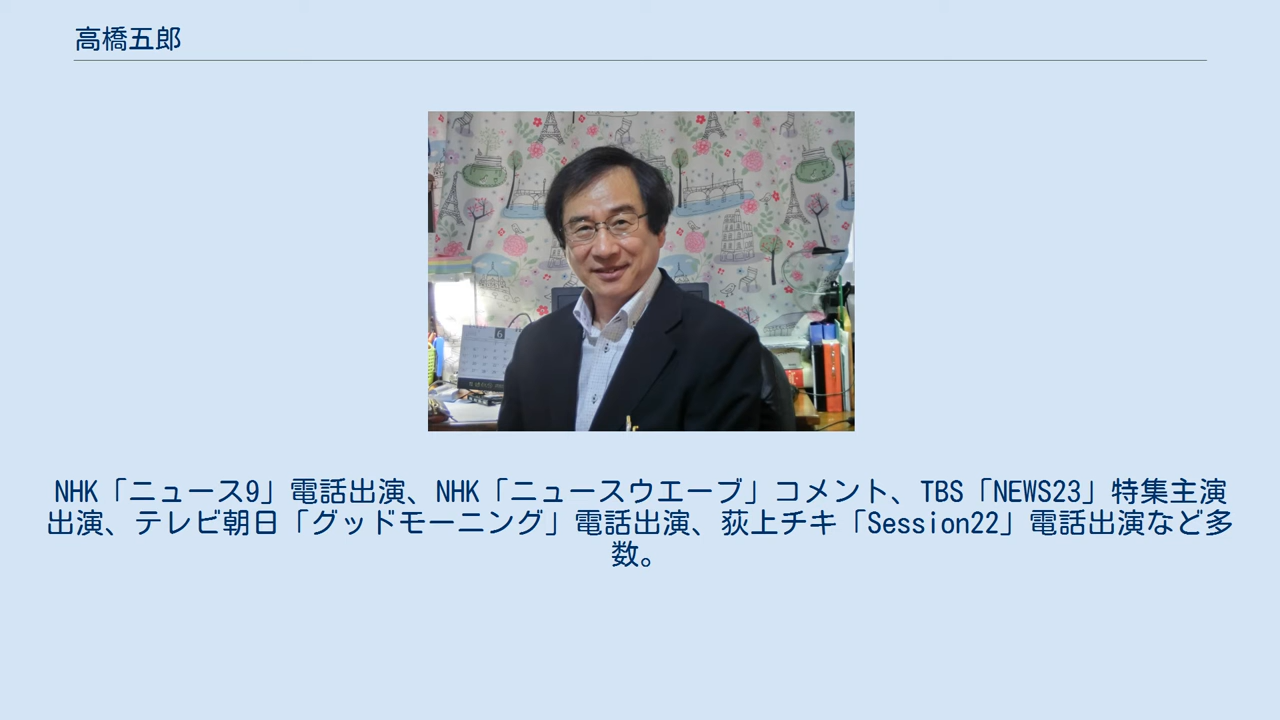 高橋五郎
6
NHK「ニュース9」電話出演、NHK「ニュースウエーブ」コメント、TBS「NEWS23」特集主演
出演、テレビ朝日「グッドモーニング」電話出演、荻上チキ「Session22」電話出演など多
数。